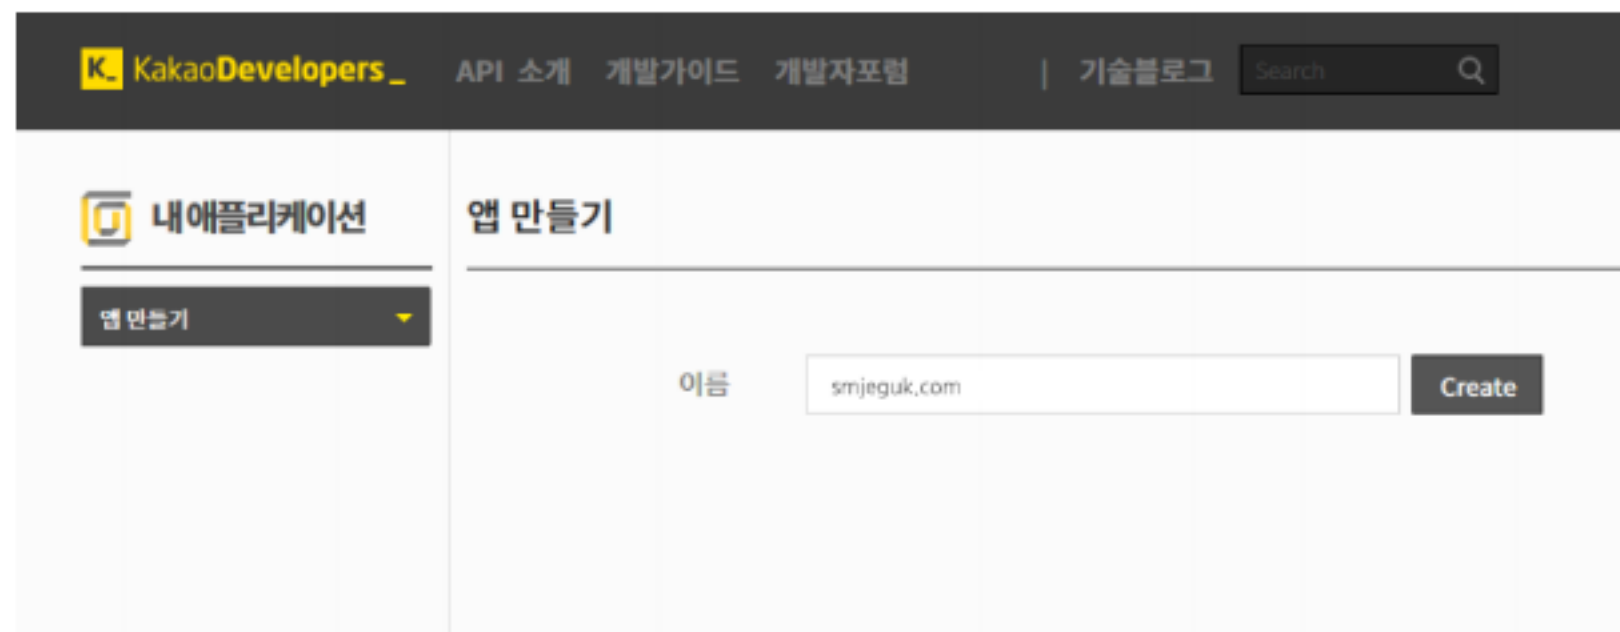 K_ KakaoDevelopers_ API 소개 개발가이드 개발자포럼 | 기술블로그 Search
내 애플리케이션
앱 만들기
앱 만들기
이름 smjeguk.com Create